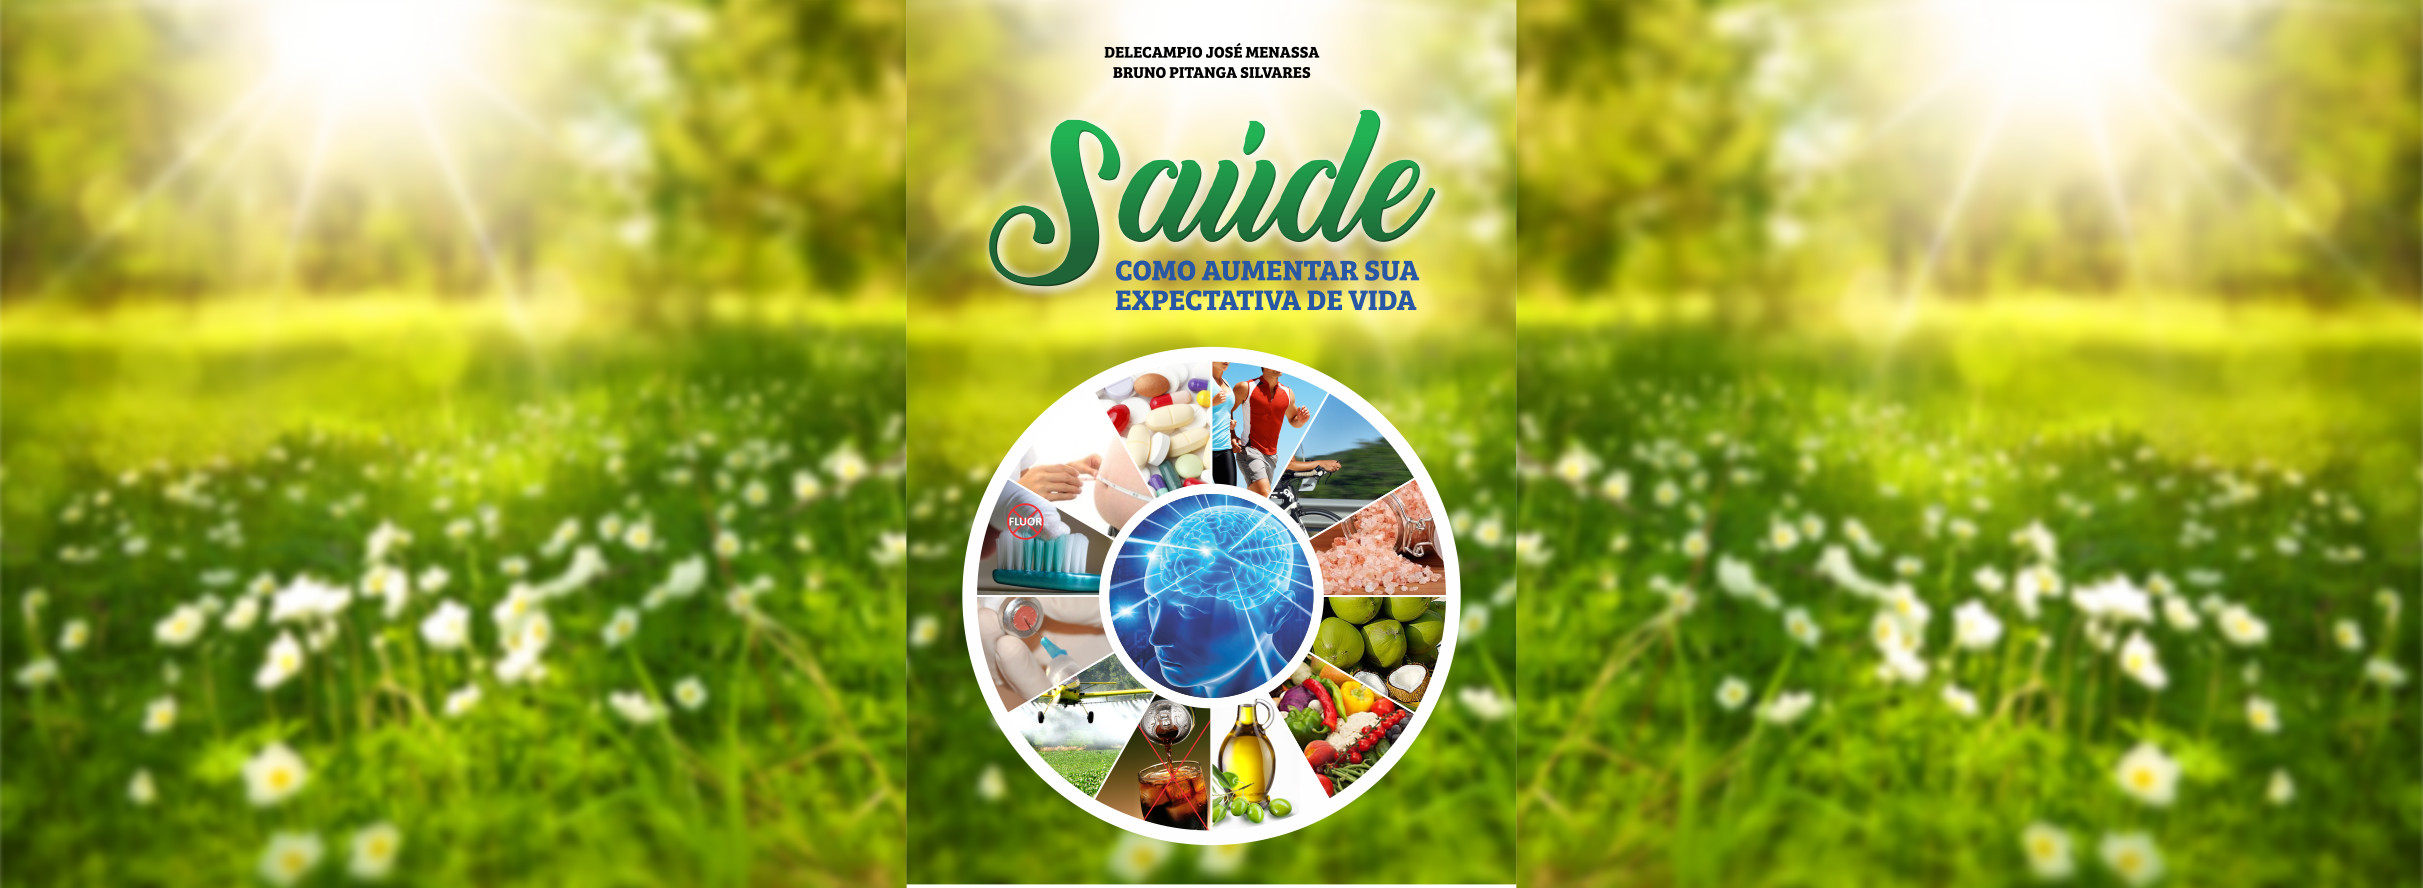 DELECAMPIO JOSÉ MENASSA
BRUNO PITANGA SILVARES
Saúde
COMO AUMENTAR SUA
EXPECTATIVA DE VIDA
FLUOR